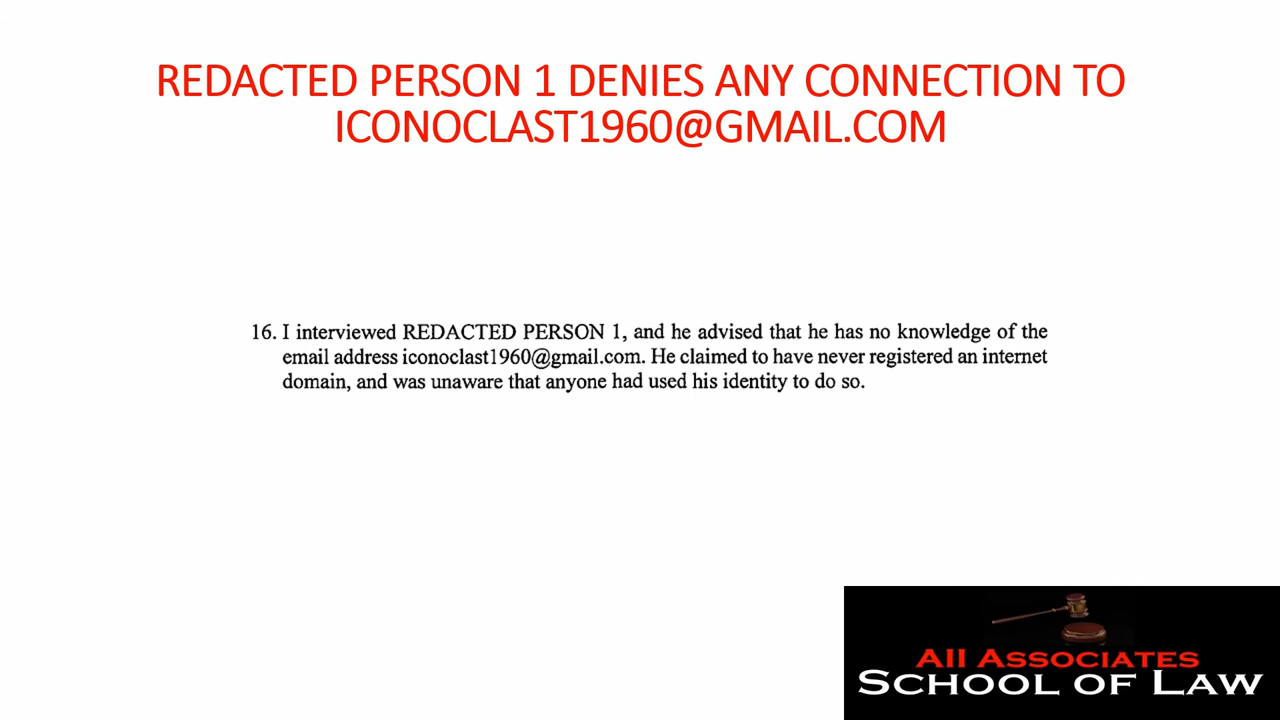 REDACTED PERSON 1 DENIES ANY CONNECTION TO
ICONOCLAST1960@GMAIL.COM
16. I interviewed REDACTED PERSON 1, and he advised that he has no knowledge of the
email address iconoclast1960@gmail.com. He claimed to have never registered an internet
domain, and was unaware that anyone had used his identity to do so.
All Associates
School of Law